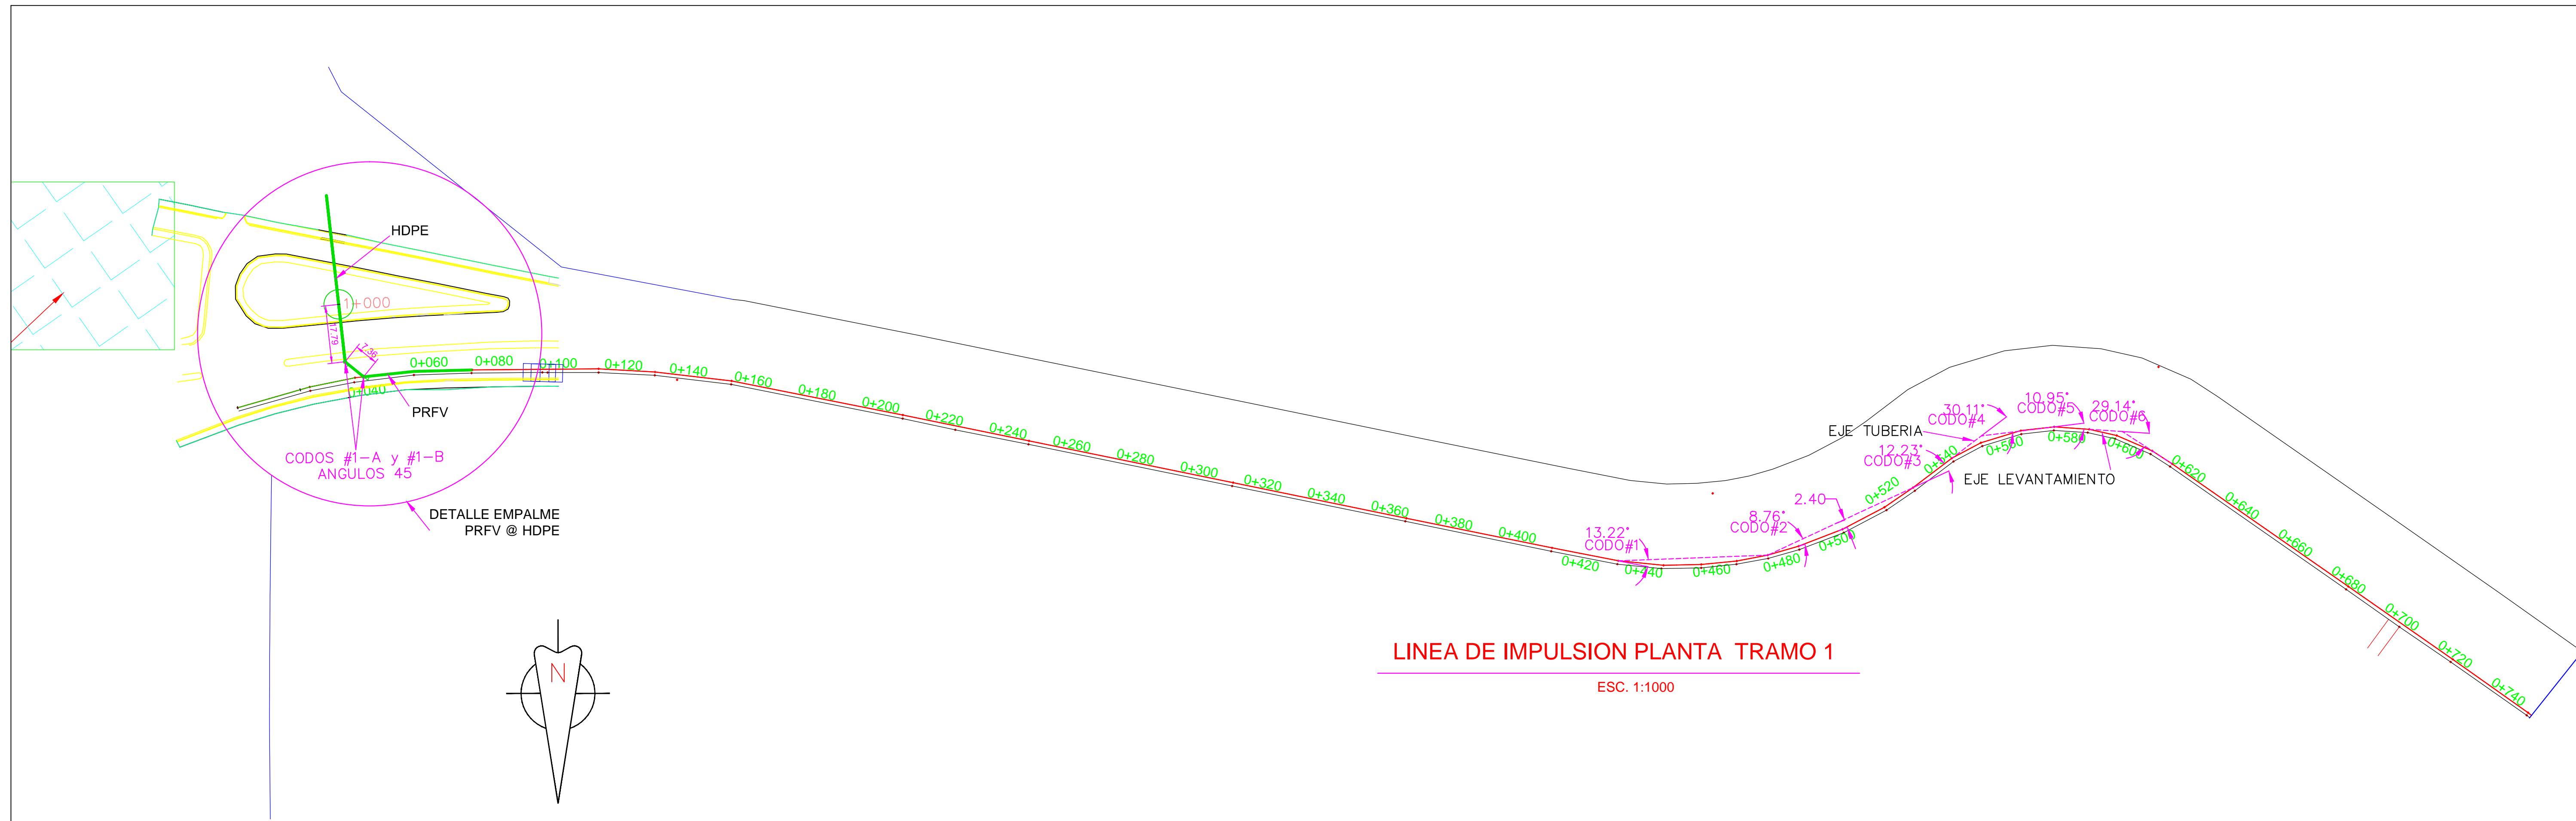 HDPE
1+000
17.79
7.36
0+040
0+060
0+080
0+100
0+120
0+140
0+160
0+180
0+200
0+220
0+240
0+260
0+280
0+300
0+320
0+340
0+360
0+380
0+400
0+420
0+440
0+460
0+480
0+500
0+520
0+540
0+560
0+580
0+600
0+620
0+640
0+660
0+680
0+700
0+720
0+740
PRFV
CODOS #1-A y #1-B
ANGULOS 45
DETALLE EMPALME
PRFV @ HDPE
13.22°
CODO#1
8.76°
CODO#2
2.40
12.23°
CODO#3
30.11°
CODO#4
10.95°
CODO#5
29.14°
CODO#6
EJE TUBERIA
EJE LEVANTAMIENTO
N
LINEA DE IMPULSION PLANTA TRAMO 1
ESC. 1:1000